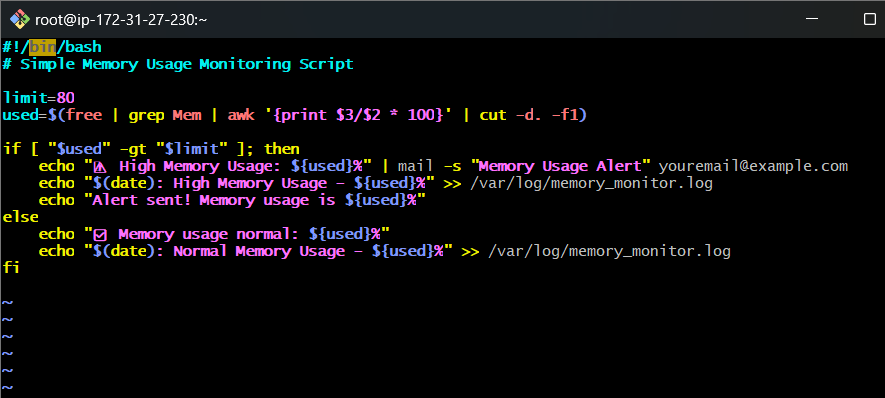 root@ip-172-31-27-230:~
#!/bin/bash
# Simple Memory Usage Monitoring Script
limit=80
used=$(free | grep Mem | awk '{print $3/$2 * 100}' | cut -d. -f1)
if [ "$used" -gt "$limit" ]; then
    echo "⚠ High Memory Usage: ${used}%" | mail -s "Memory Usage Alert" youremail@example.com
    echo "$(date): High Memory Usage - ${used}%" >> /var/log/memory_monitor.log
    echo "Alert sent! Memory usage is ${used}%"
else
    echo "☑ Memory usage normal: ${used}%"
    echo "$(date): Normal Memory Usage - ${used}%" >> /var/log/memory_monitor.log
fi
~
~
~
~
~
~